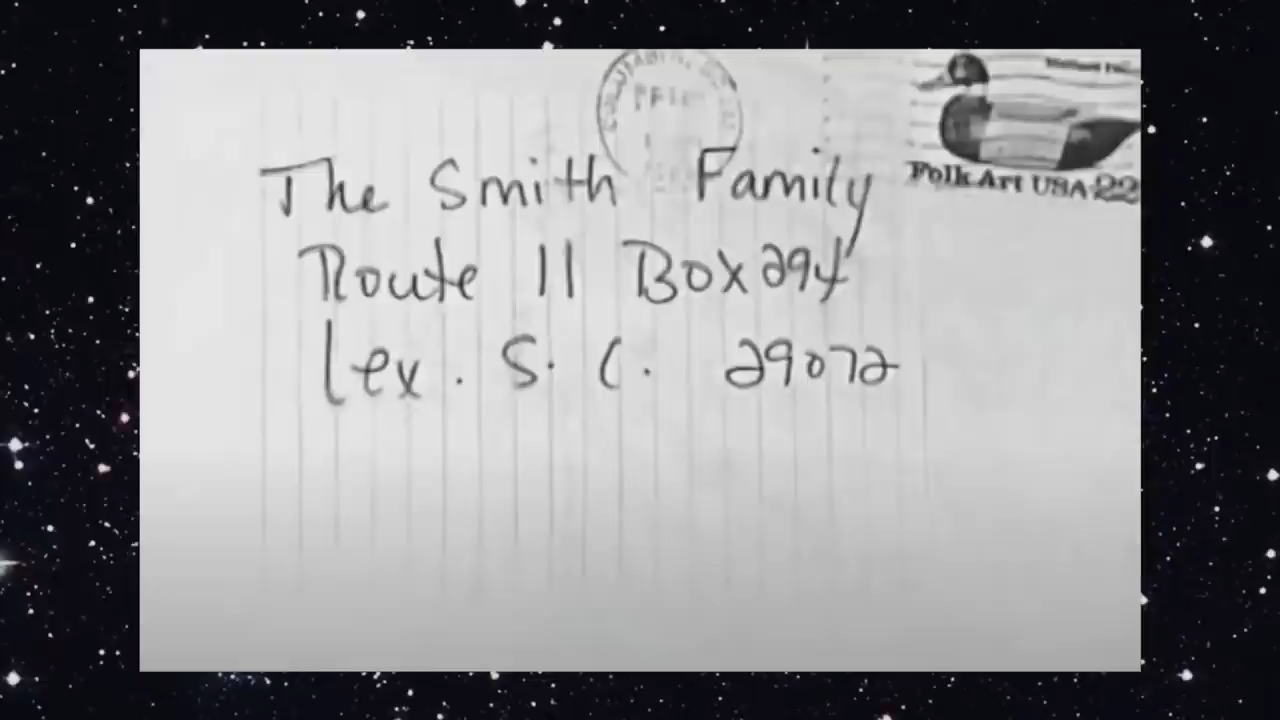 The Smith Family
Route 11 Box 294
Lex. S. C. 29072
Folk Art USA 22